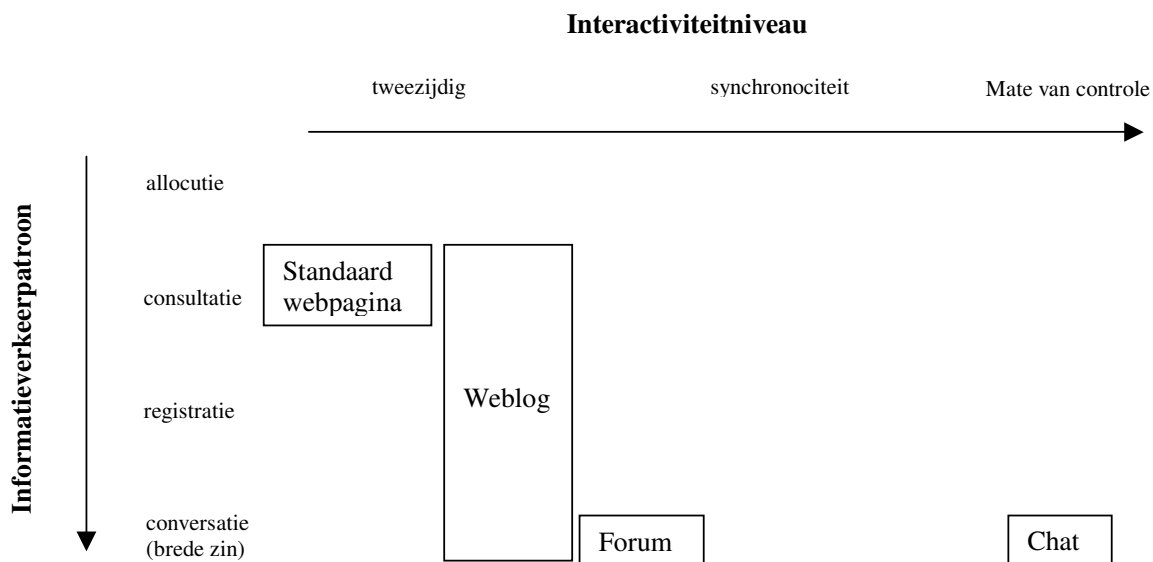 Interactiviteitniveau
tweezijdig synchronociteit Mate van controle
Informatieverkeerpatroon
allocutie
Standaard
webpagina
consultatie
Weblog
registratie
conversatie
(brede zin)
Forum
Chat